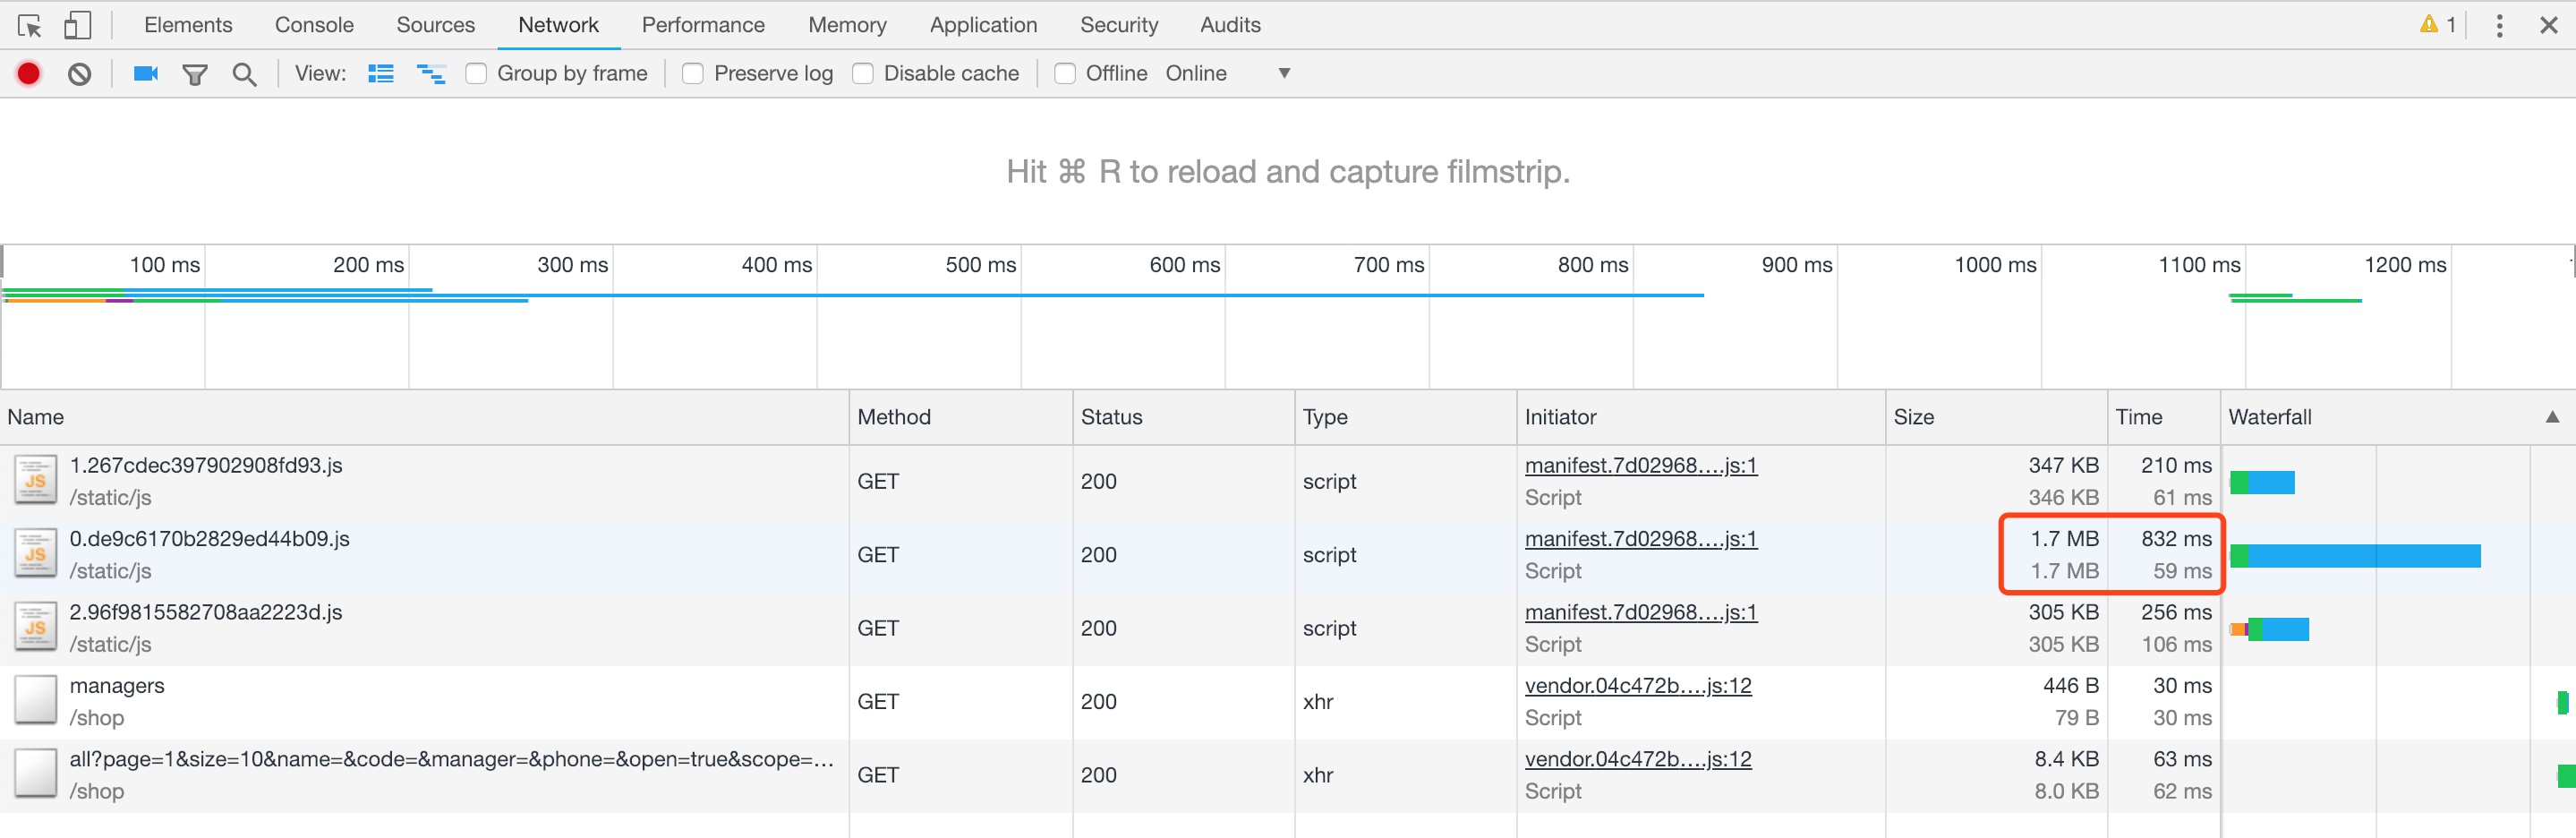 Elements Console Sources Network Performance Memory Application Security Audits 1
View: Group by frame Preserve log Disable cache Offline Online
Hit ⌘ R to reload and capture filmstrip.
100 ms 200 ms 300 ms 400 ms 500 ms 600 ms 700 ms 800 ms 900 ms 1000 ms 1100 ms 1200 ms
Name Method Status Type Initiator Size Time Waterfall
JS 1.267cdec397902908fd93.js GET 200 script manifest.7d02968….js:1 347 KB 210 ms
/static/js Script 346 KB 61 ms
JS 0.de9c6170b2829ed44b09.js GET 200 script manifest.7d02968….js:1 1.7 MB 832 ms
/static/js Script 1.7 MB 59 ms
JS 2.96f9815582708aa2223d.js GET 200 script manifest.7d02968….js:1 305 KB 256 ms
/static/js Script 305 KB 106 ms
managers GET 200 xhr vendor.04c472b….js:12 446 B 30 ms
/shop Script 79 B 30 ms
all?page=1&size=10&name=&code=&manager=&phone=&open=true&scope=… GET 200 xhr vendor.04c472b….js:12 8.4 KB 63 ms
/shop Script 8.0 KB 62 ms